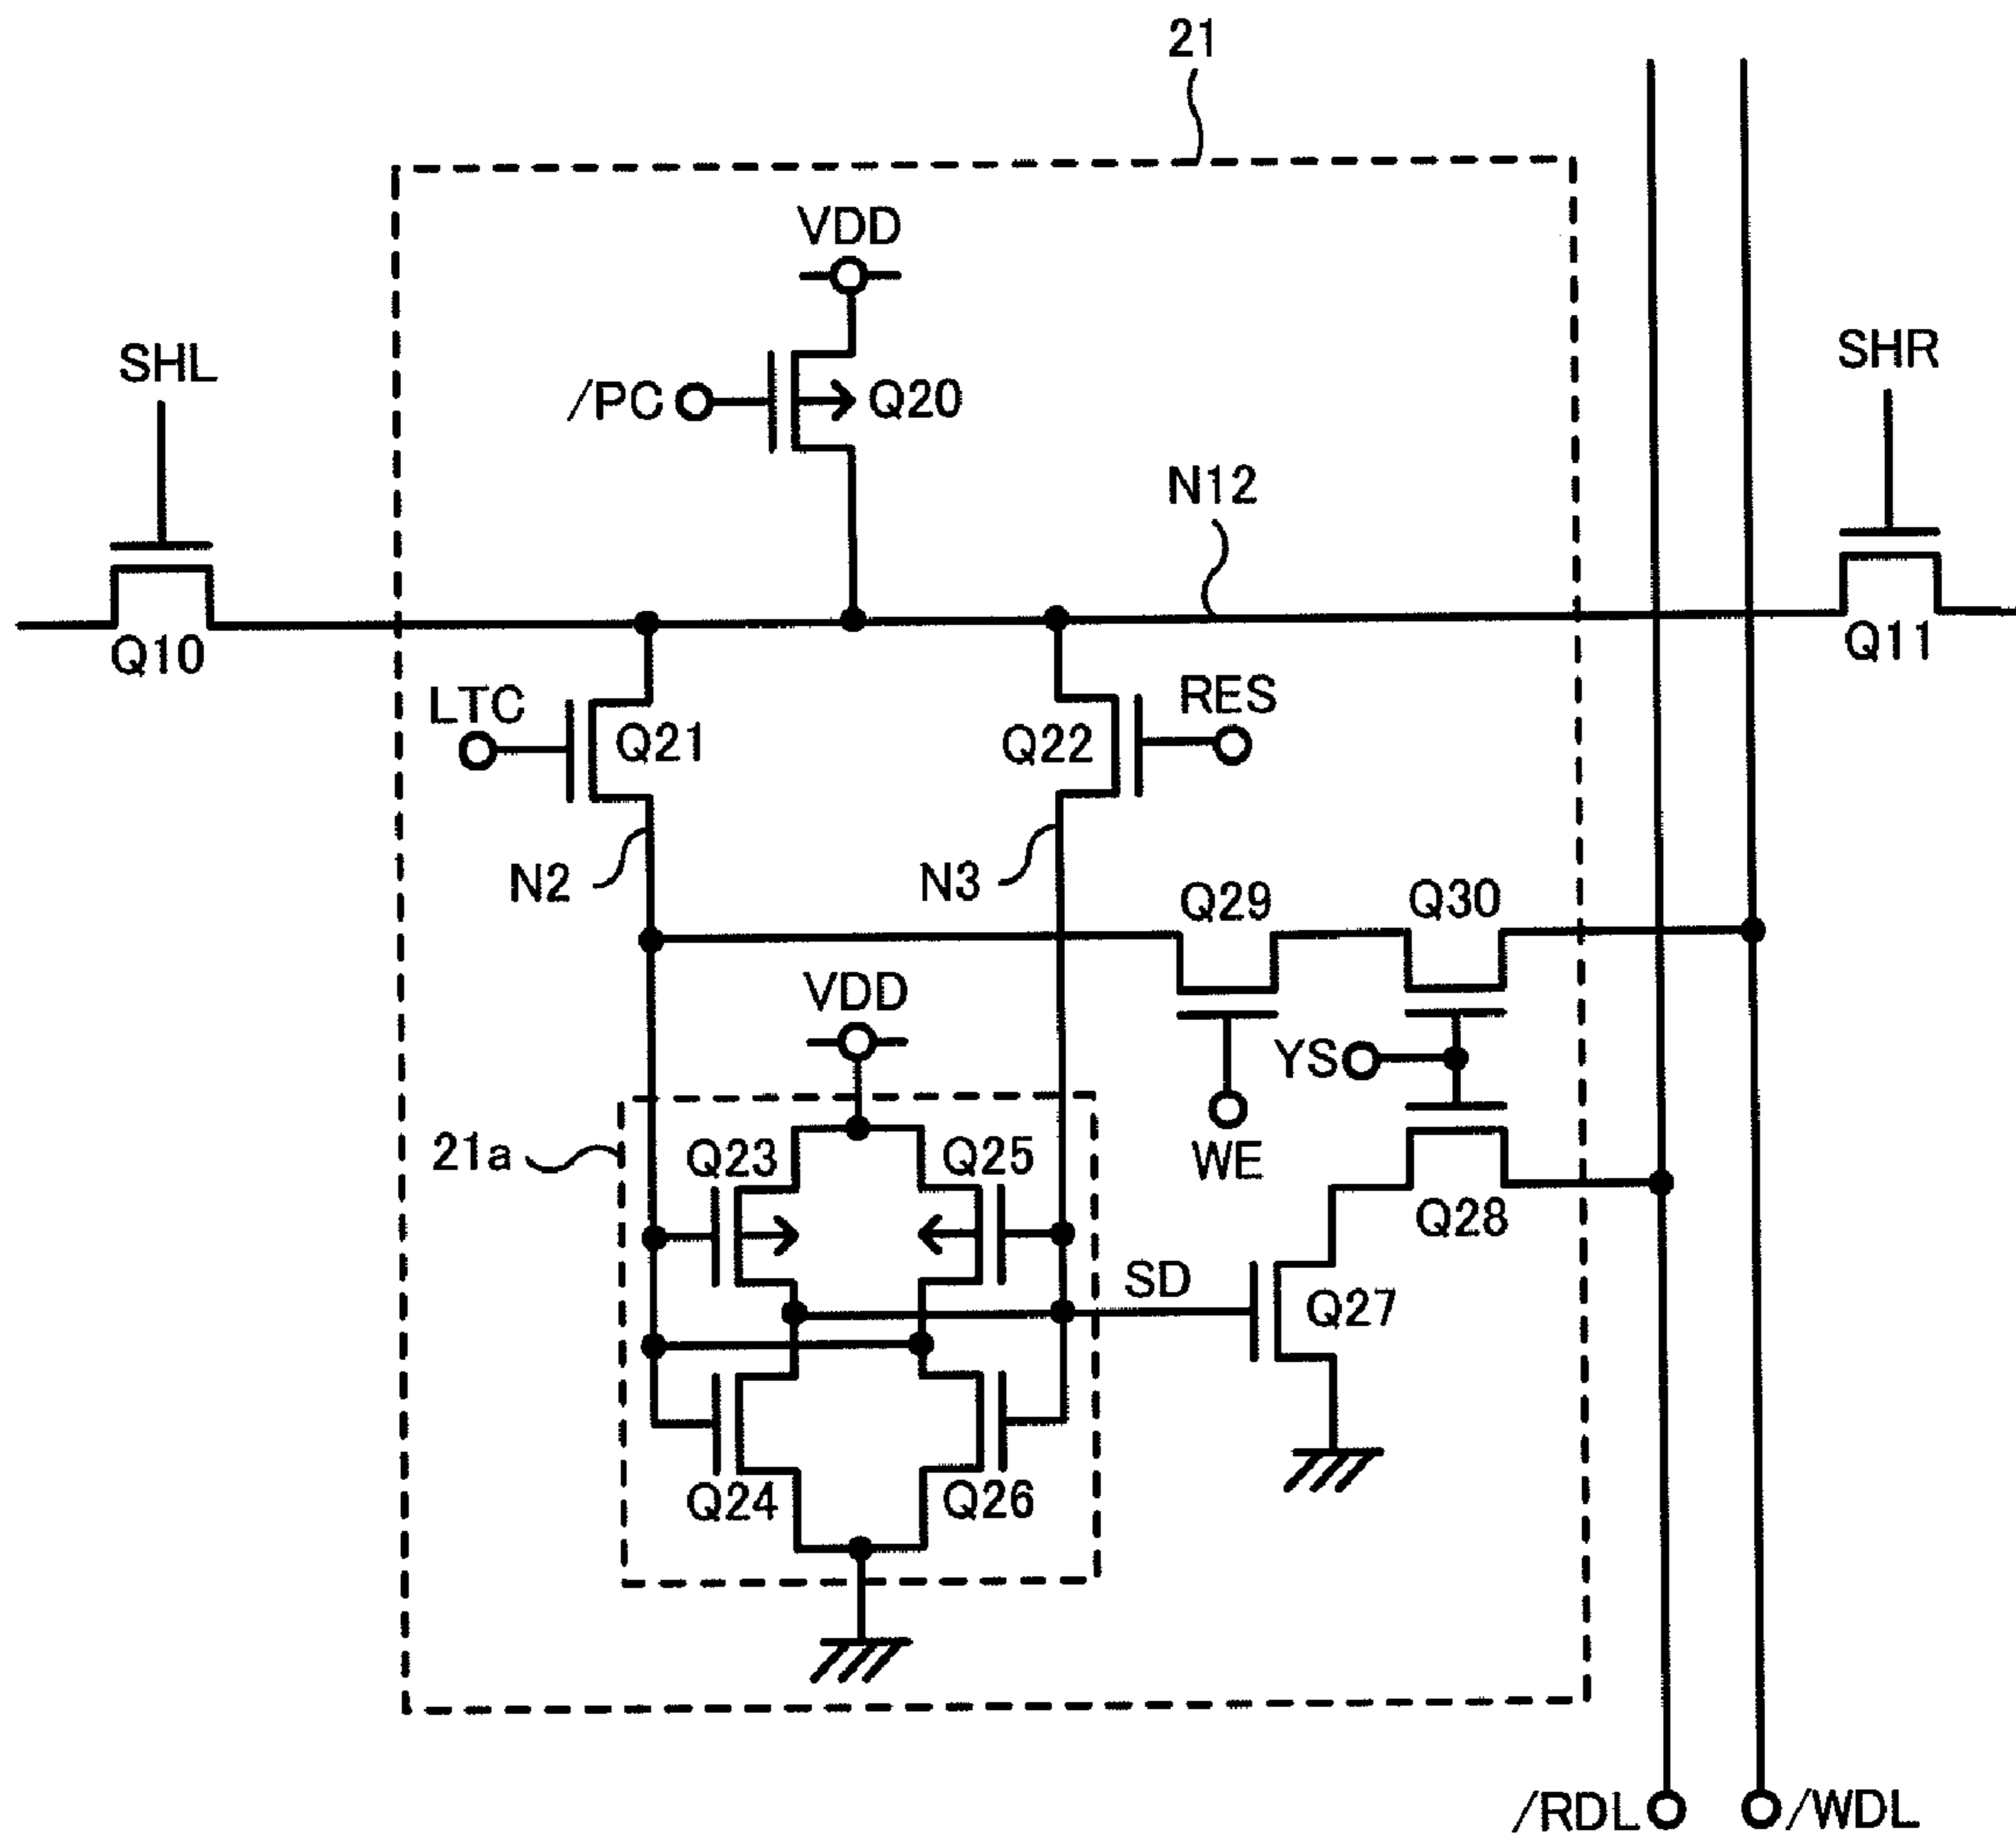 21
VDD
SHL
SHR
/PC
Q20
N12
Q10
Q11
LTC
Q21
Q22
RES
N2
N3
Q29
Q30
VDD
YS
21a
Q23
Q25
WE
Q28
SD
Q27
Q24
Q26
/RDL
/WDL